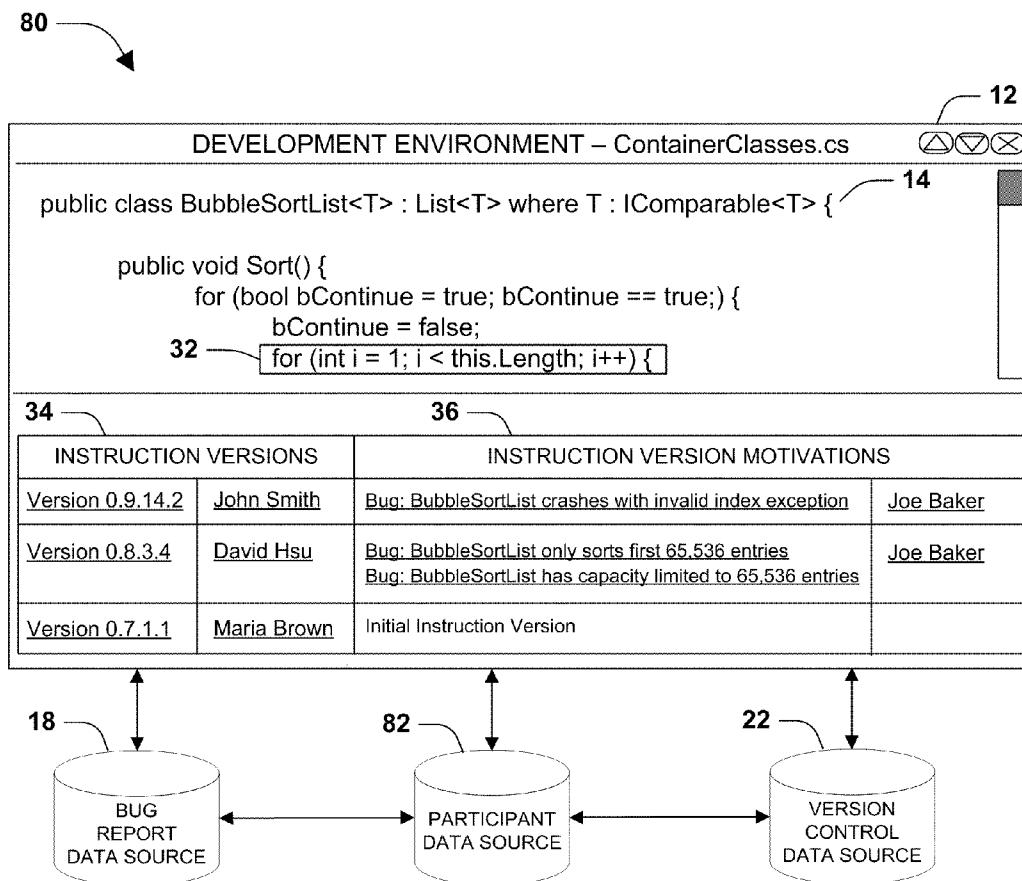 80
12
DEVELOPMENT ENVIRONMENT – ContainerClasses.cs
14
public class BubbleSortList<T> : List<T> where T : IComparable<T> {
public void Sort() {
for (bool bContinue = true; bContinue == true;) {
bContinue = false;
32
for (int i = 1; i < this.Length; i++) {
34
36
INSTRUCTION VERSIONS
INSTRUCTION VERSION MOTIVATIONS
Version 0.9.14.2
John Smith
Bug: BubbleSortList crashes with invalid index exception
Joe Baker
Version 0.8.3.4
David Hsu
Bug: BubbleSortList only sorts first 65,536 entries
Bug: BubbleSortList has capacity limited to 65,536 entries
Joe Baker
Version 0.7.1.1
Maria Brown
Initial Instruction Version
18
82
22
BUG
REPORT
DATA SOURCE
PARTICIPANT
DATA SOURCE
VERSION
CONTROL
DATA SOURCE